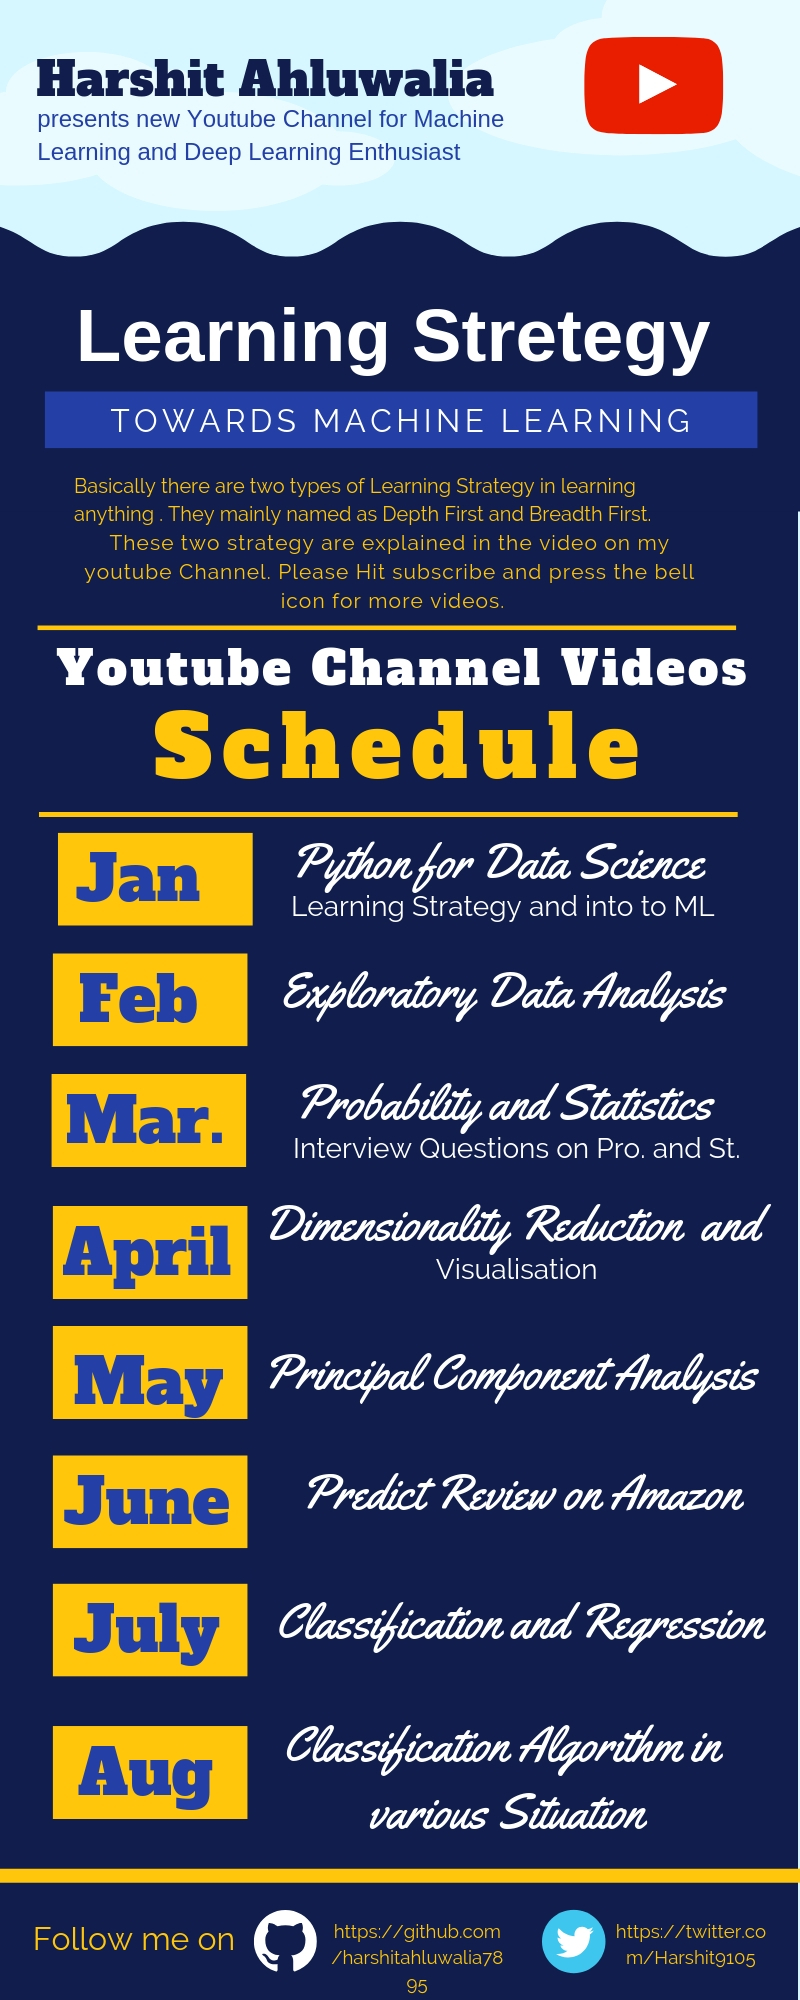 Harshit Ahluwalia
presents new Youtube Channel for Machine
Learning and Deep Learning Enthusiast
Learning Stretegy
TOWARDS MACHINE LEARNING
Basically there are two types of Learning Strategy in learning
anything . They mainly named as Depth First and Breadth First.
These two strategy are explained in the video on my
youtube Channel. Please Hit subscribe and press the bell
icon for more videos.
Youtube Channel Videos
Schedule
Jan
Python for Data Science
Learning Strategy and into to ML
Feb
Exploratory Data Analysis
Mar.
Probability and Statistics
Interview Questions on Pro. and St.
April
Dimensionality Reduction and
Visualisation
May
Principal Component Analysis
June
Predict Review on Amazon
July
Classification and Regression
Aug
Classification Algorithm in
various Situation
Follow me on
https://github.com
/harshitahluwalia78
95
https://twitter.co
m/Harshit9105